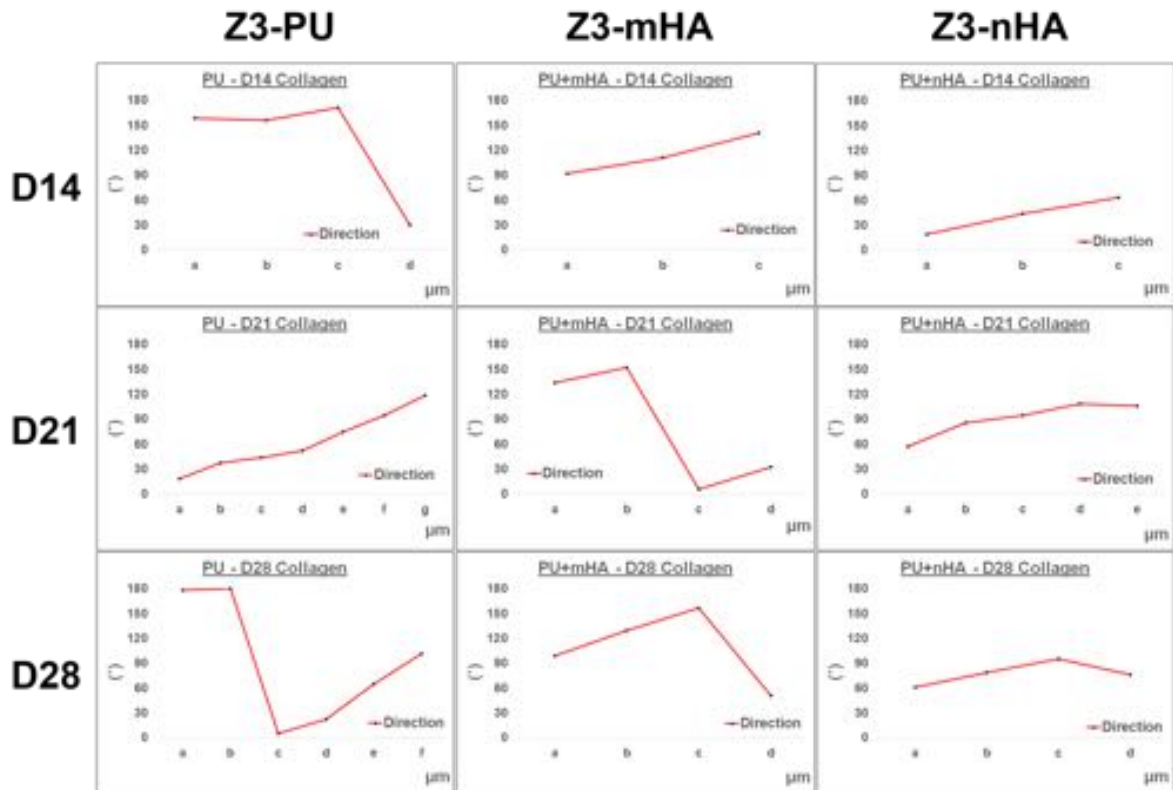 Z3-PU Z3-mHA Z3-nHA
D14
PU - D14 Collagen
180
150
120
90
60
30
0
(°)
Direction
a b c d
µm
PU+mHA - D14 Collagen
180
150
120
90
60
30
0
(°)
Direction
a b c
µm
PU+nHA - D14 Collagen
180
150
120
90
60
30
0
(°)
Direction
a b c
µm
D21
PU - D21 Collagen
180
150
120
90
60
30
0
(°)
Direction
a b c d e f g
µm
PU+mHA - D21 Collagen
180
150
120
90
60
30
0
(°)
Direction
a b c d
µm
PU+nHA - D21 Collagen
180
150
120
90
60
30
0
(°)
Direction
a b c d e
µm
D28
PU - D28 Collagen
180
150
120
90
60
30
0
(°)
Direction
a b c d e f
µm
PU+mHA - D28 Collagen
180
150
120
90
60
30
0
(°)
Direction
a b c d
µm
PU+nHA - D28 Collagen
180
150
120
90
60
30
0
(°)
Direction
a b c d
µm